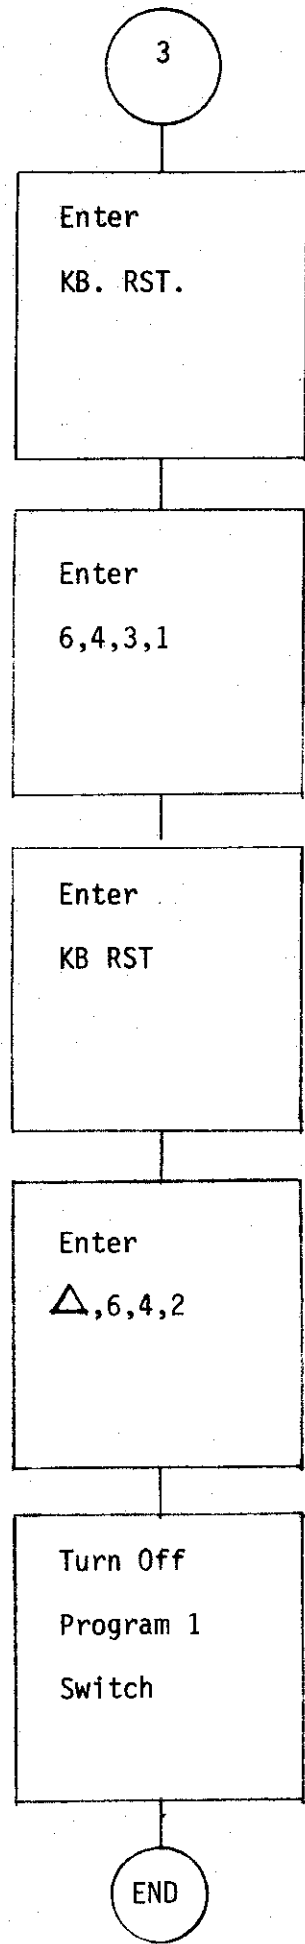 3
Enter
KB. RST.
Enter
6,4,3,1
Enter
KB RST
Enter
△,6,4,2
Turn Off
Program 1
Switch
END